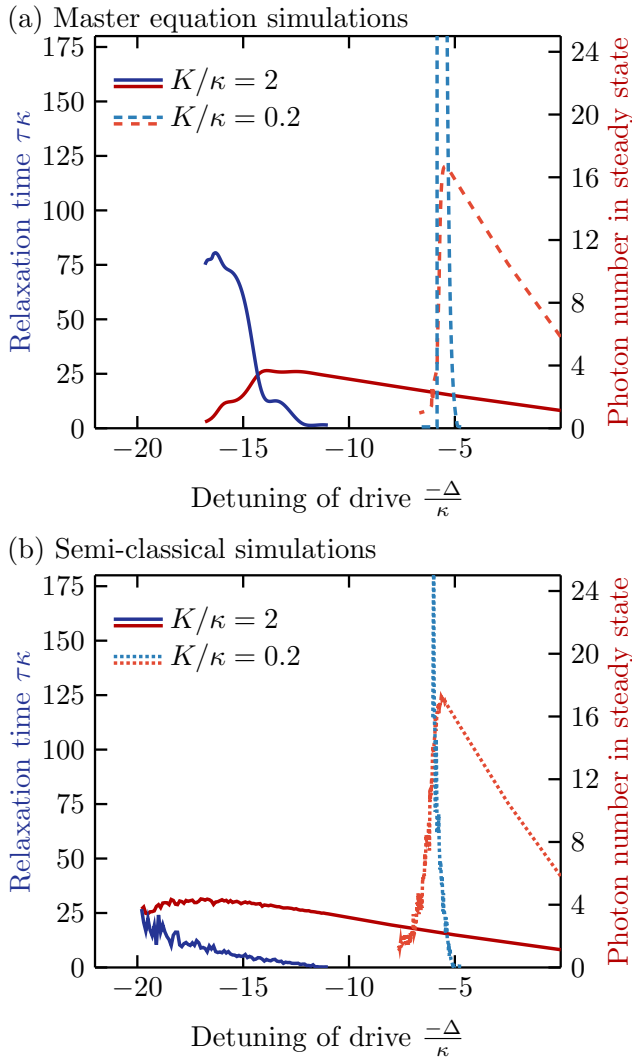 (a) Master equation simulations
175
150
125
100
75
50
25
0
Relaxation time τκ
K/κ = 2
K/κ = 0.2
24
20
16
12
8
4
0
Photon number in steady state
−20 −15 −10 −5
Detuning of drive −Δ/κ
(b) Semi-classical simulations
175
150
125
100
75
50
25
0
Relaxation time τκ
K/κ = 2
K/κ = 0.2
24
20
16
12
8
4
0
Photon number in steady state
−20 −15 −10 −5
Detuning of drive −Δ/κ